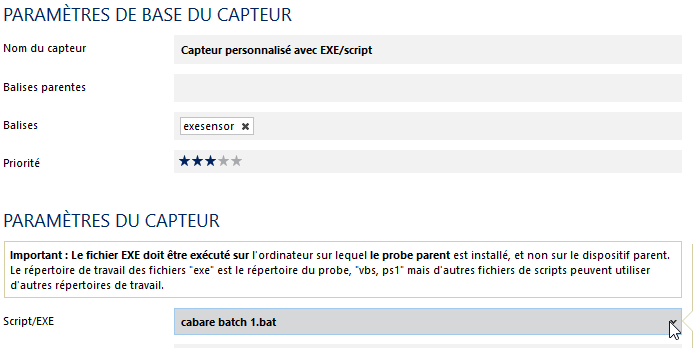 PARAMÈTRES DE BASE DU CAPTEUR
Nom du capteur
Capteur personnalisé avec EXE/script
Balises parentes
Balises
exesensor ✖
Priorité
PARAMÈTRES DU CAPTEUR
Important : Le fichier EXE doit être exécuté sur l'ordinateur sur lequel le probe parent est installé, et non sur le dispositif parent.
Le répertoire de travail des fichiers "exe" est le répertoire du probe, "vbs, ps1" mais d'autres fichiers de scripts peuvent utiliser
d'autres répertoires de travail.
Script/EXE
cabare batch 1.bat